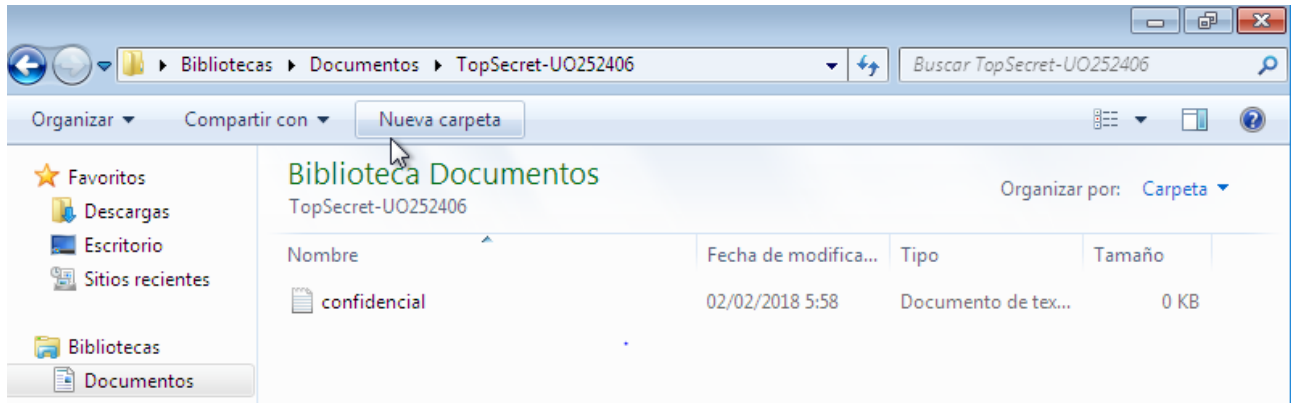 Bibliotecas Documentos TopSecret-UO252406
Buscar TopSecret-UO252406
Organizar Compartir con Nueva carpeta
Favoritos
Descargas
Escritorio
Sitios recientes
Bibliotecas
Documentos
Biblioteca Documentos
TopSecret-UO252406
Organizar por: Carpeta
Nombre Fecha de modifica... Tipo Tamaño
confidencial 02/02/2018 5:58 Documento de tex... 0 KB